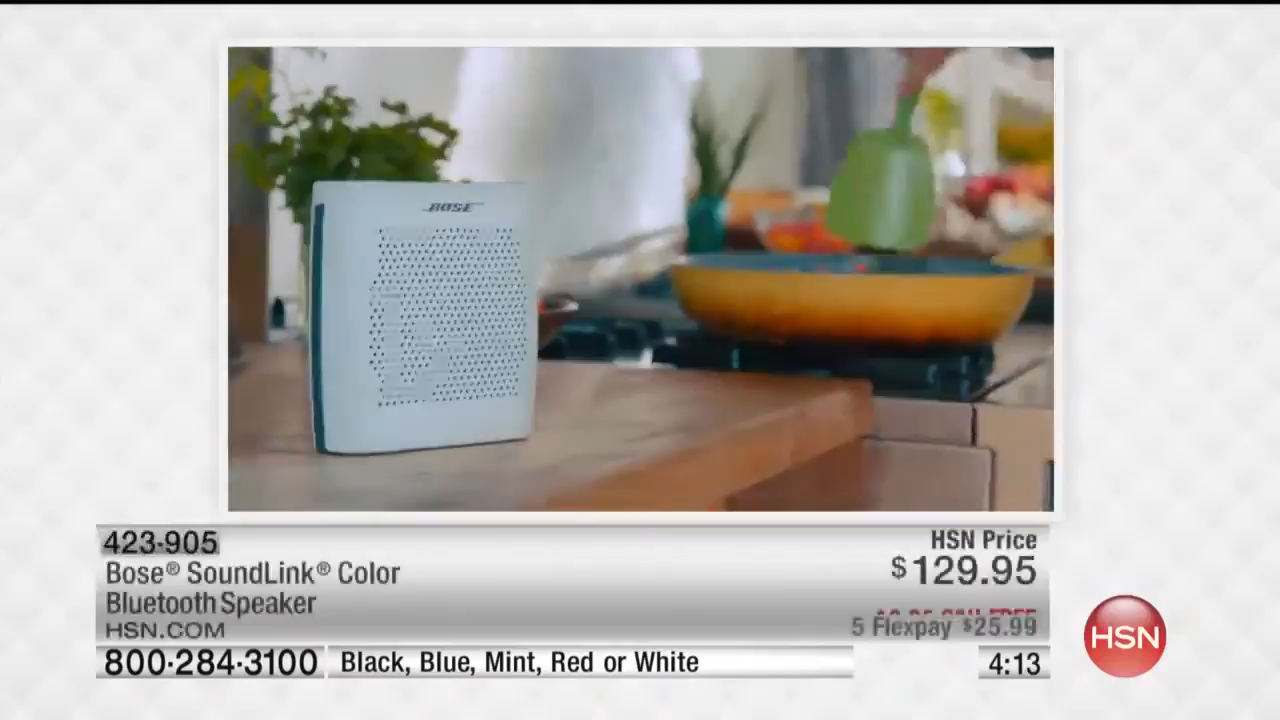 BOSE
423-905
HSN Price
Bose® SoundLink® Color
$129.95
Bluetooth Speaker
HSN.COM
5 Flexpay $25.99
800·284·3100
Black, Blue, Mint, Red or White
4:13
HSN